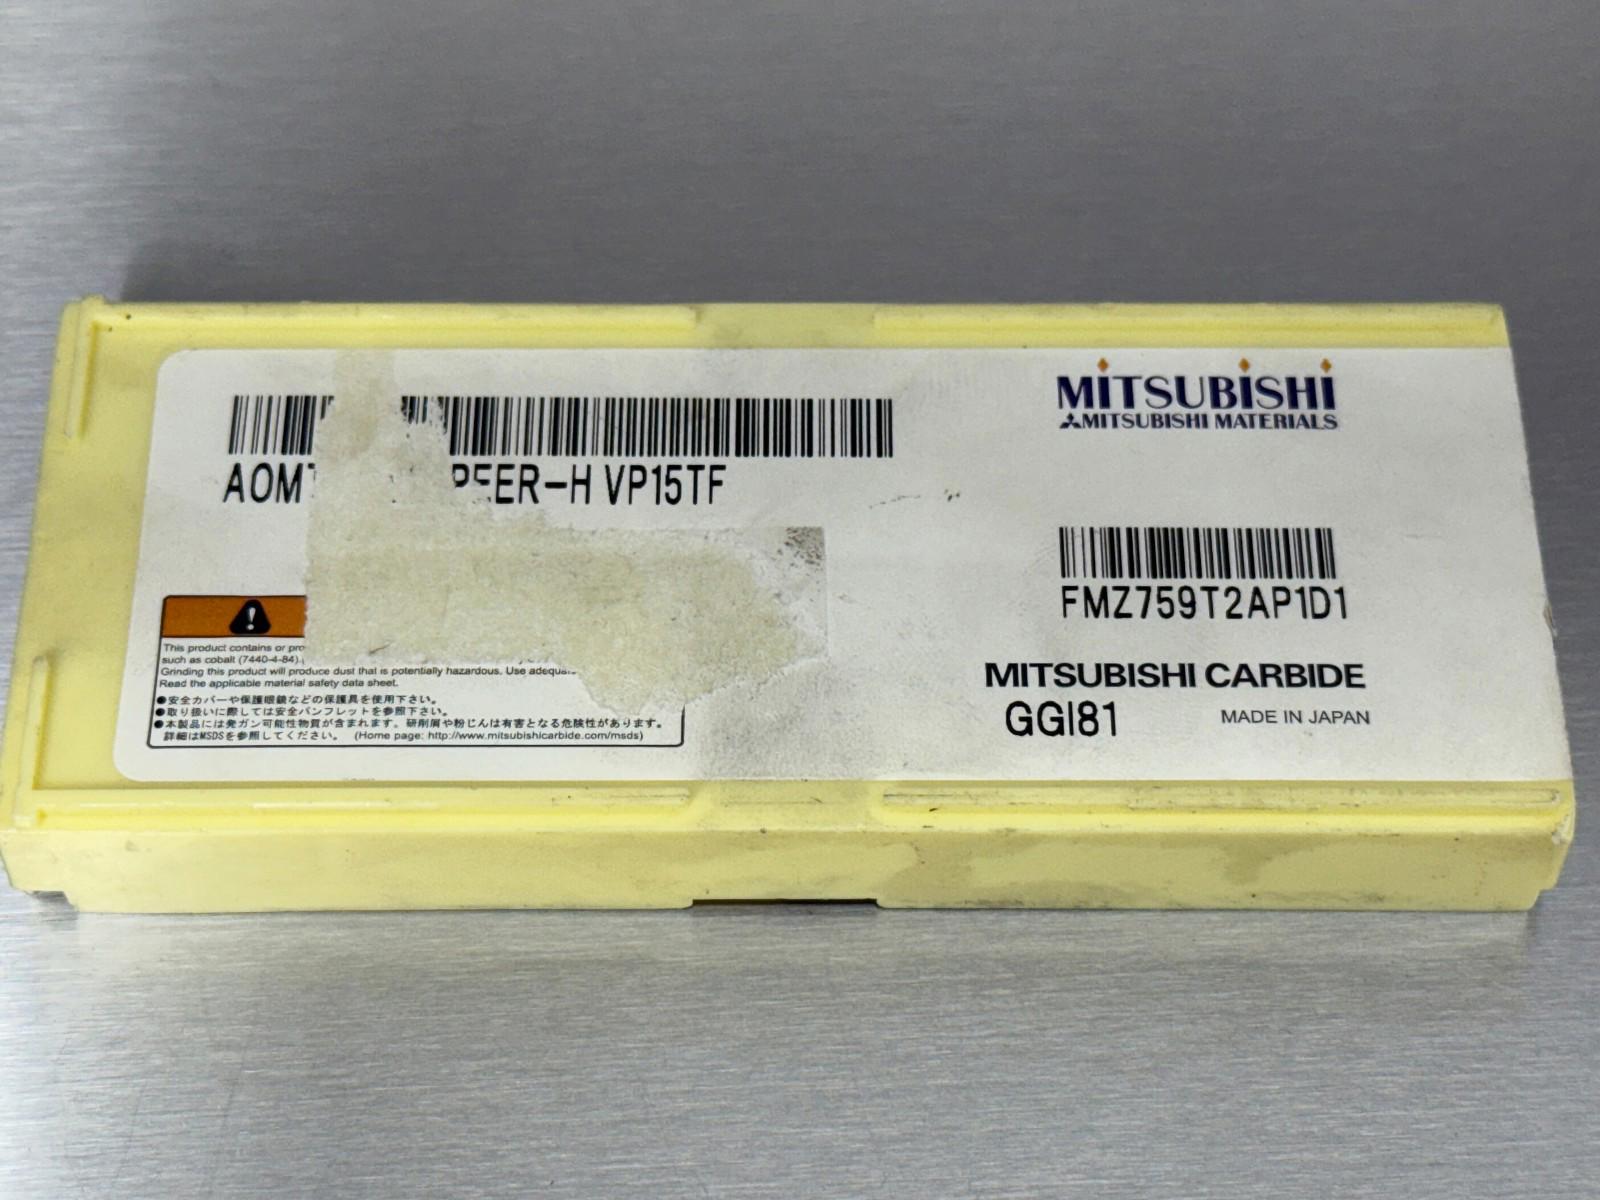 MITSUBISHI
MITSUBISHI MATERIALS
VP15TF
FMZ759T2AP1D1
MITSUBISHI CARBIDE
GGI81
MADE IN JAPAN
This product contains or
such as cobalt (7440-4-84)
Grinding this product will produce dust that is potentially hazardous. Use
Read the applicable material safety data sheet.
●安全カバーや保護眼鏡などの保護具を使用下さい。
●取り扱いに際しては安全パンフレットを参照下さい。
●本製品には発ガン可能性物質が含まれます。研削屑や粉じんは有害となる危険性があります。
詳細はMSDSを参照してください。 (Home page: http://www.mitsubishicarbide.com/msds)